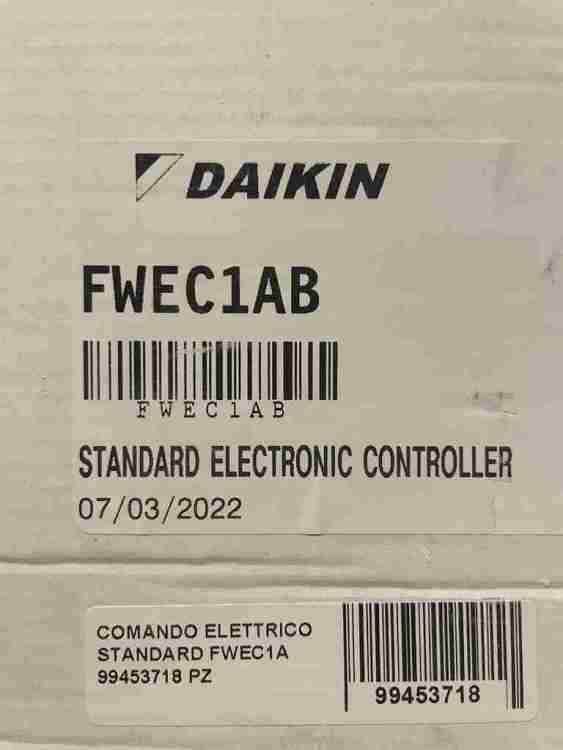 DAIKIN
FWEC1AB
FWEC1AB
STANDARD ELECTRONIC CONTROLLER
07/03/2022
COMANDO ELETTRICO
STANDARD FWEC1A
99453718 PZ
99453718